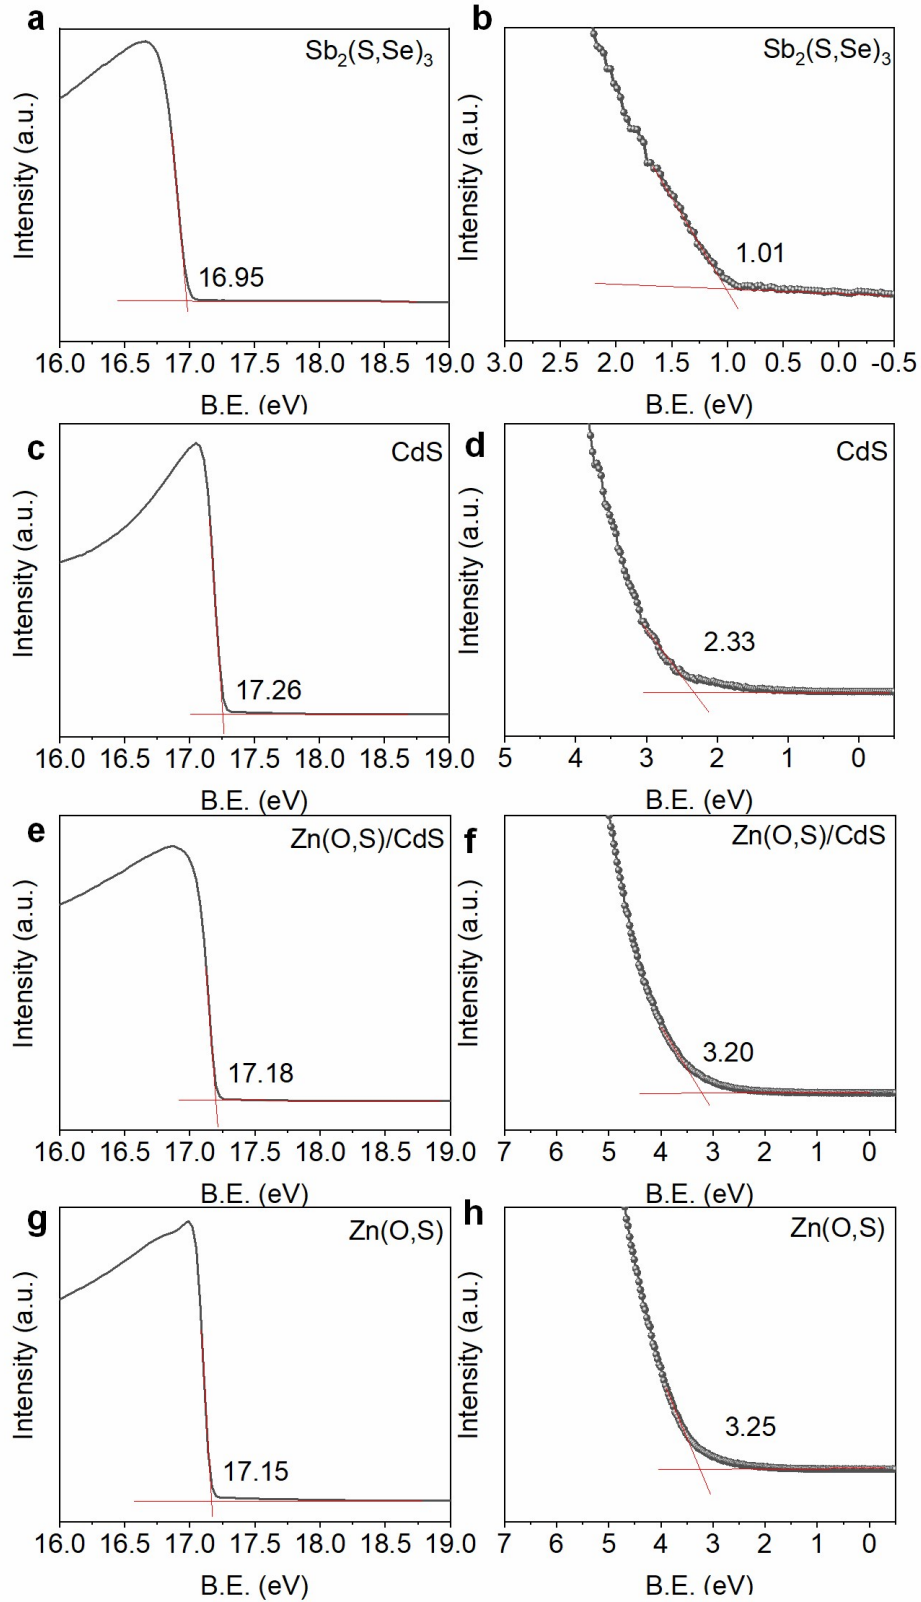 a
Sb₂(S,Se)₃
Intensity (a.u.)
16.95
16.0 16.5 17.0 17.5 18.0 18.5 19.0
B.E. (eV)
b
Sb₂(S,Se)₃
Intensity (a.u.)
1.01
3.0 2.5 2.0 1.5 1.0 0.5 0.0 -0.5
B.E. (eV)
c
CdS
Intensity (a.u.)
17.26
16.0 16.5 17.0 17.5 18.0 18.5 19.0
B.E. (eV)
d
CdS
Intensity (a.u.)
2.33
5 4 3 2 1 0
B.E. (eV)
e
Zn(O,S)/CdS
Intensity (a.u.)
17.18
16.0 16.5 17.0 17.5 18.0 18.5 19.0
B.E. (eV)
f
Zn(O,S)/CdS
Intensity (a.u.)
3.20
7 6 5 4 3 2 1 0
B.E. (eV)
g
Zn(O,S)
Intensity (a.u.)
17.15
16.0 16.5 17.0 17.5 18.0 18.5 19.0
B.E. (eV)
h
Zn(O,S)
Intensity (a.u.)
3.25
7 6 5 4 3 2 1 0
B.E. (eV)